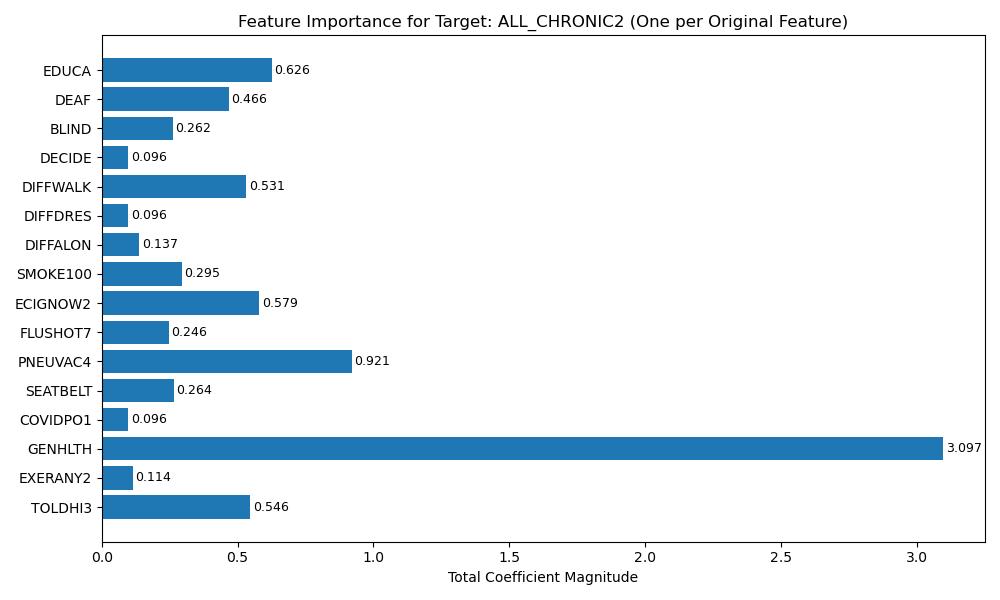 Feature Importance for Target: ALL_CHRONIC2 (One per Original Feature)
EDUCA 0.626
DEAF 0.466
BLIND 0.262
DECIDE 0.096
DIFFWALK 0.531
DIFFDRES 0.096
DIFFALON 0.137
SMOKE100 0.295
ECIGNOW2 0.579
FLUSHOT7 0.246
PNEUVAC4 0.921
SEATBELT 0.264
COVIDPO1 0.096
GENHLTH 3.097
EXERANY2 0.114
TOLDHI3 0.546
0.0 0.5 1.0 1.5 2.0 2.5 3.0
Total Coefficient Magnitude